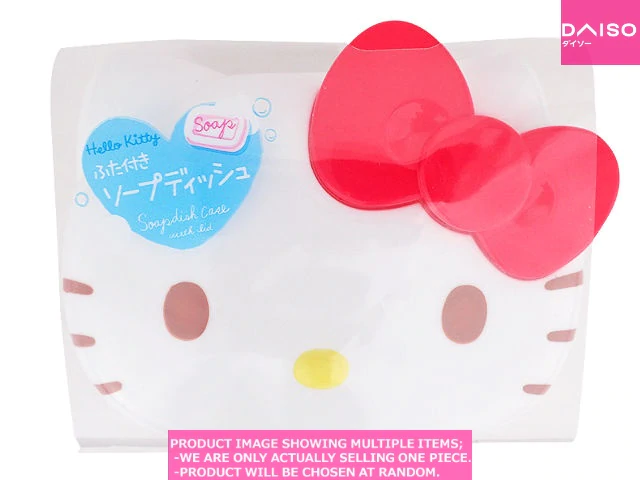 DAISO
ダイソー
Soap
Hello Kitty
ふた付き
ソープディッシュ
Soapdish Case
with lid
PRODUCT IMAGE SHOWING MULTIPLE ITEMS;
-WE ARE ONLY ACTUALLY SELLING ONE PIECE.
-PRODUCT WILL BE CHOSEN AT RANDOM.